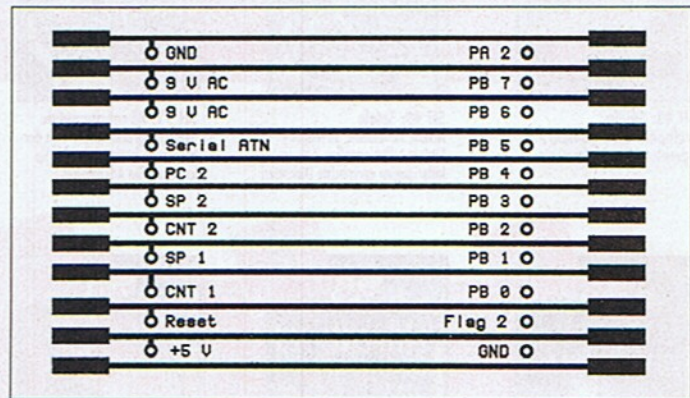 GND PA 2
9 V AC PB 7
9 V AC PB 6
Serial ATN PB 5
PC 2 PB 4
SP 2 PB 3
CNT 2 PB 2
SP 1 PB 1
CNT 1 PB 0
Reset Flag 2
+5 V GND